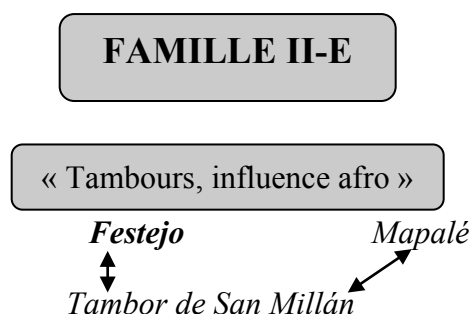 FAMILLE II-E
« Tambours, influence afro »
Festejo Mapalé
Tambor de San Millán